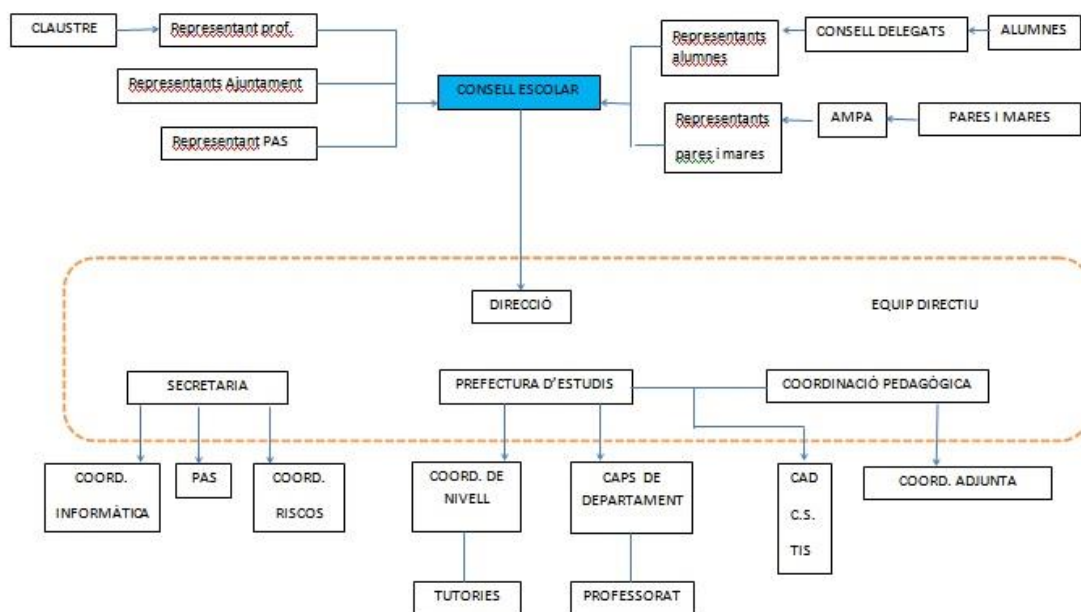 CLAUSTRE
Representant prof.
Representants
alumnes
CONSELL DELEGATS
ALUMNES
Representants Ajuntament
CONSELL ESCOLAR
Representant PAS
Representants
pares i mares
AMPA
PARES I MARES
DIRECCIÓ
EQUIP DIRECTIU
SECRETARIA
PREFECTURA D'ESTUDIS
COORDINACIÓ PEDAGÒGICA
COORD.
INFORMÀTICA
PAS
COORD.
RISCOS
COORD. DE
NIVELL
CAPS DE
DEPARTAMENT
CAD
C.S.
TIS
COORD. ADJUNTA
TUTORIES
PROFESSORAT